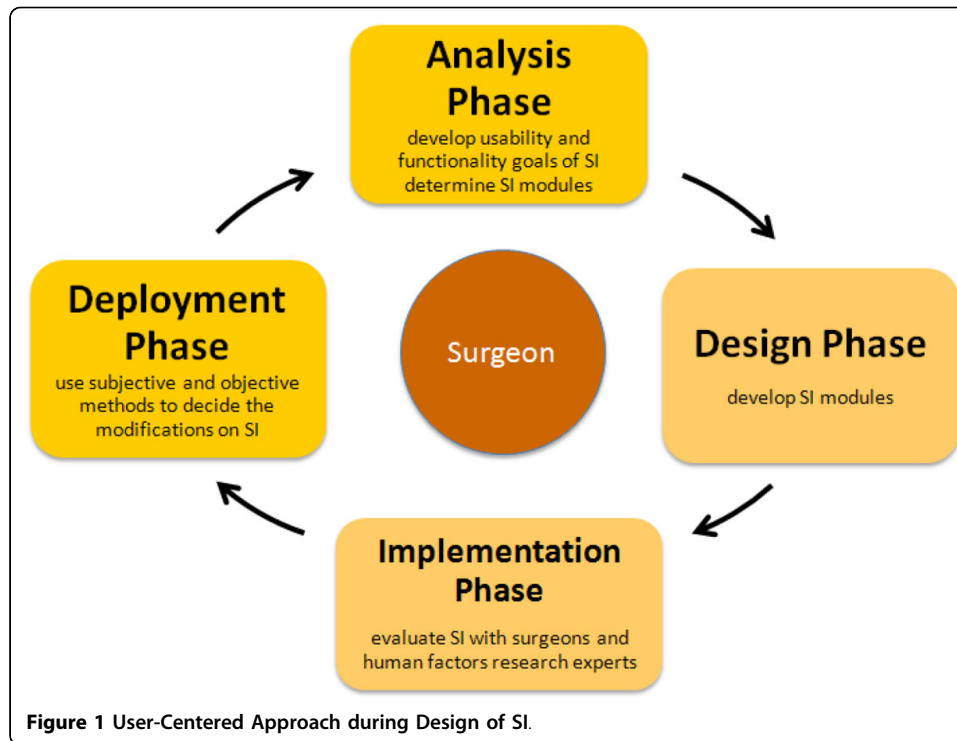 Analysis
Phase
develop usability and
functionality goals of SI
determine SI modules
Deployment
Phase
use subjective and objective
methods to decide the
modifications on SI
Surgeon
Design Phase
develop SI modules
Implementation
Phase
evaluate SI with surgeons and
human factors research experts
Figure 1 User-Centered Approach during Design of SI.